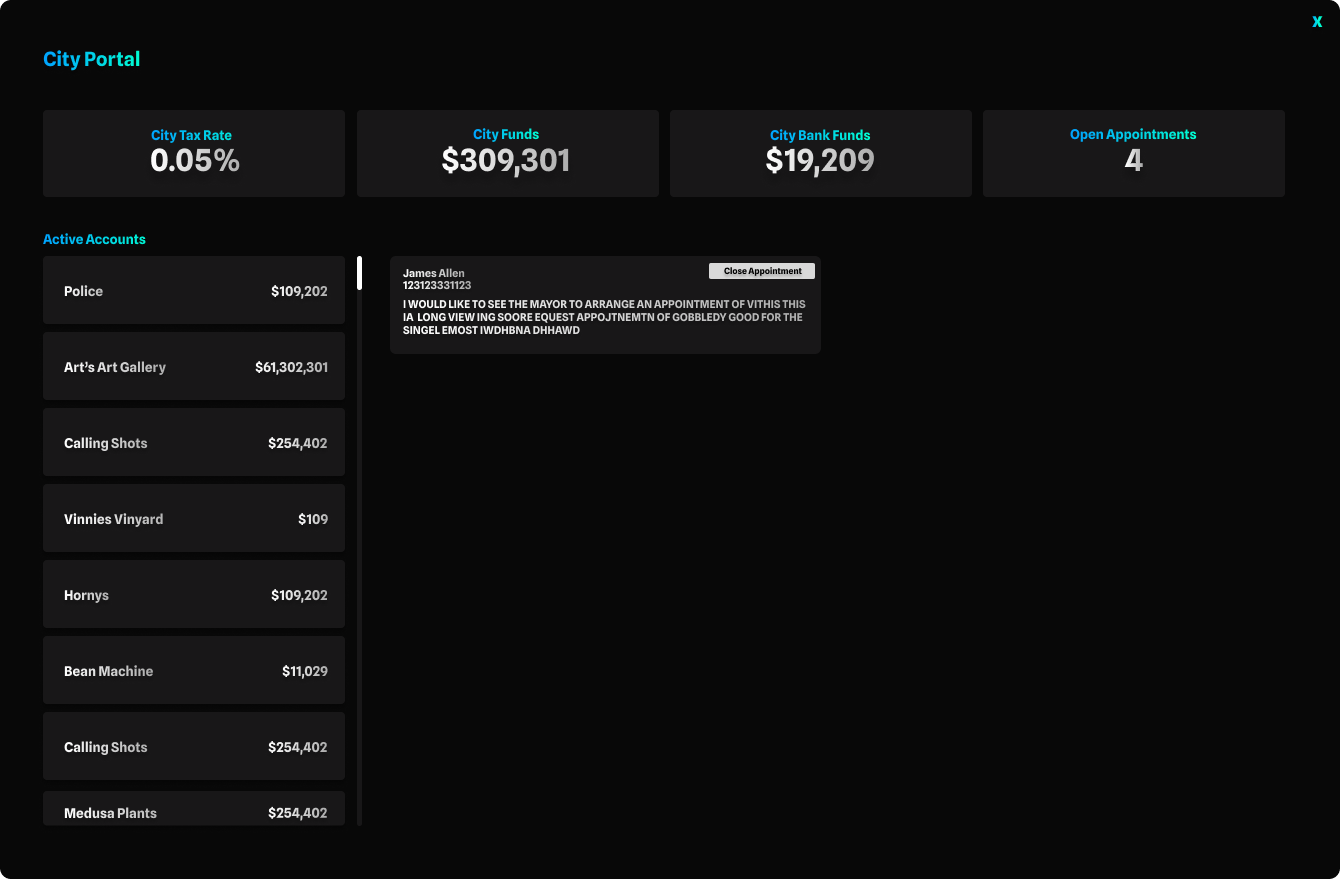 X
City Portal
City Tax Rate
0.05%
City Funds
$309,301
City Bank Funds
$19,209
Open Appointments
4
Active Accounts
Police $109,202
Art's Art Gallery $61,302,301
Calling Shots $254,402
Vinnies Vinyard $109
Hornys $109,202
Bean Machine $11,029
Calling Shots $254,402
Medusa Plants $254,402
James Allen
Close Appointment
123123331123
I WOULD LIKE TO SEE THE MAYOR TO ARRANGE AN APPOINTMENT OF VITHIS THIS
IA LONG VIEW ING SOORE EQUEST APPOJTNEMTN OF GOBBLEDY GOOD FOR THE
SINGEL EMOST IWDHBNA DHHAWD